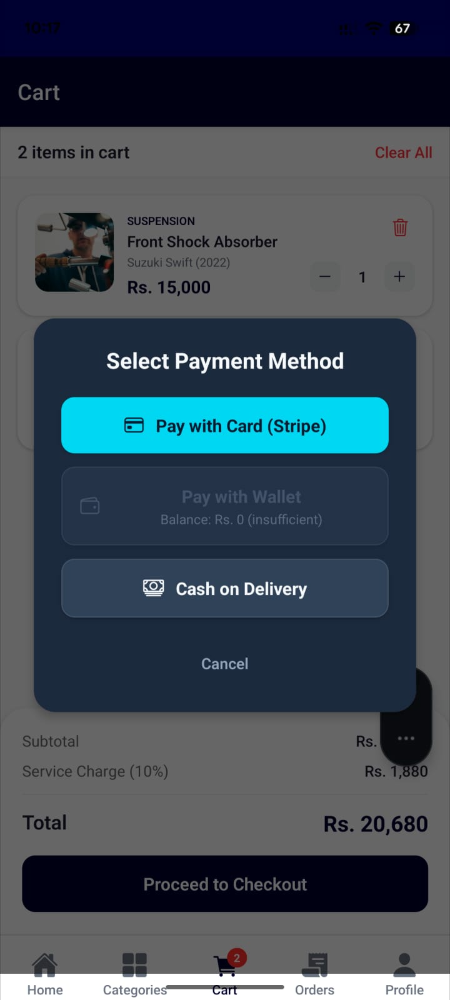 10:17
67
Cart
2 items in cart
Clear All
SUSPENSION
Front Shock Absorber
Suzuki Swift (2022)
Rs. 15,000
1
Select Payment Method
Pay with Card (Stripe)
Pay with Wallet
Balance: Rs. 0 (insufficient)
Cash on Delivery
Cancel
Subtotal
Rs.
Service Charge (10%)
Rs. 1,880
Total
Rs. 20,680
Proceed to Checkout
2
Home
Categories
Cart
Orders
Profile